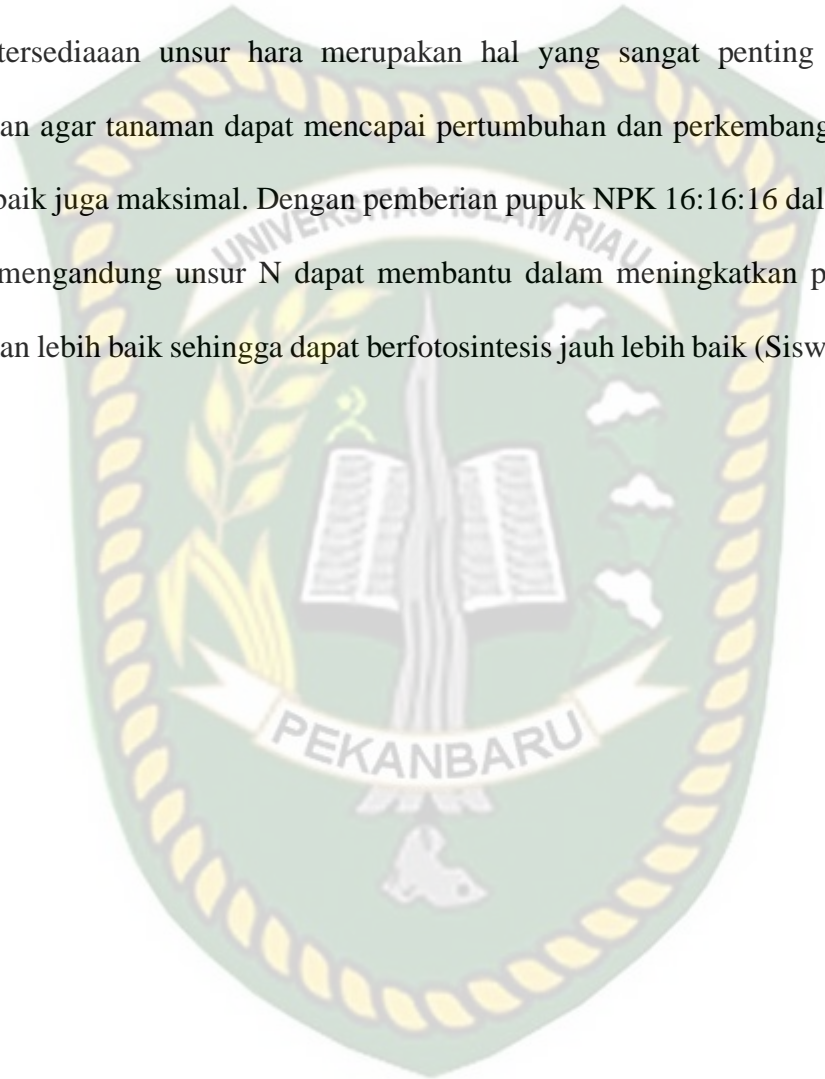 tersediaaan unsur hara merupakan hal yang sangat penting
an agar tanaman dapat mencapai pertumbuhan dan perkembang
baik juga maksimal. Dengan pemberian pupuk NPK 16:16:16 dal
mengandung unsur N dapat membantu dalam meningkatkan p
an lebih baik sehingga dapat berfotosintesis jauh lebih baik (Sisw
UNIVERSITAS ISLAM RIAU
PEKANBARU